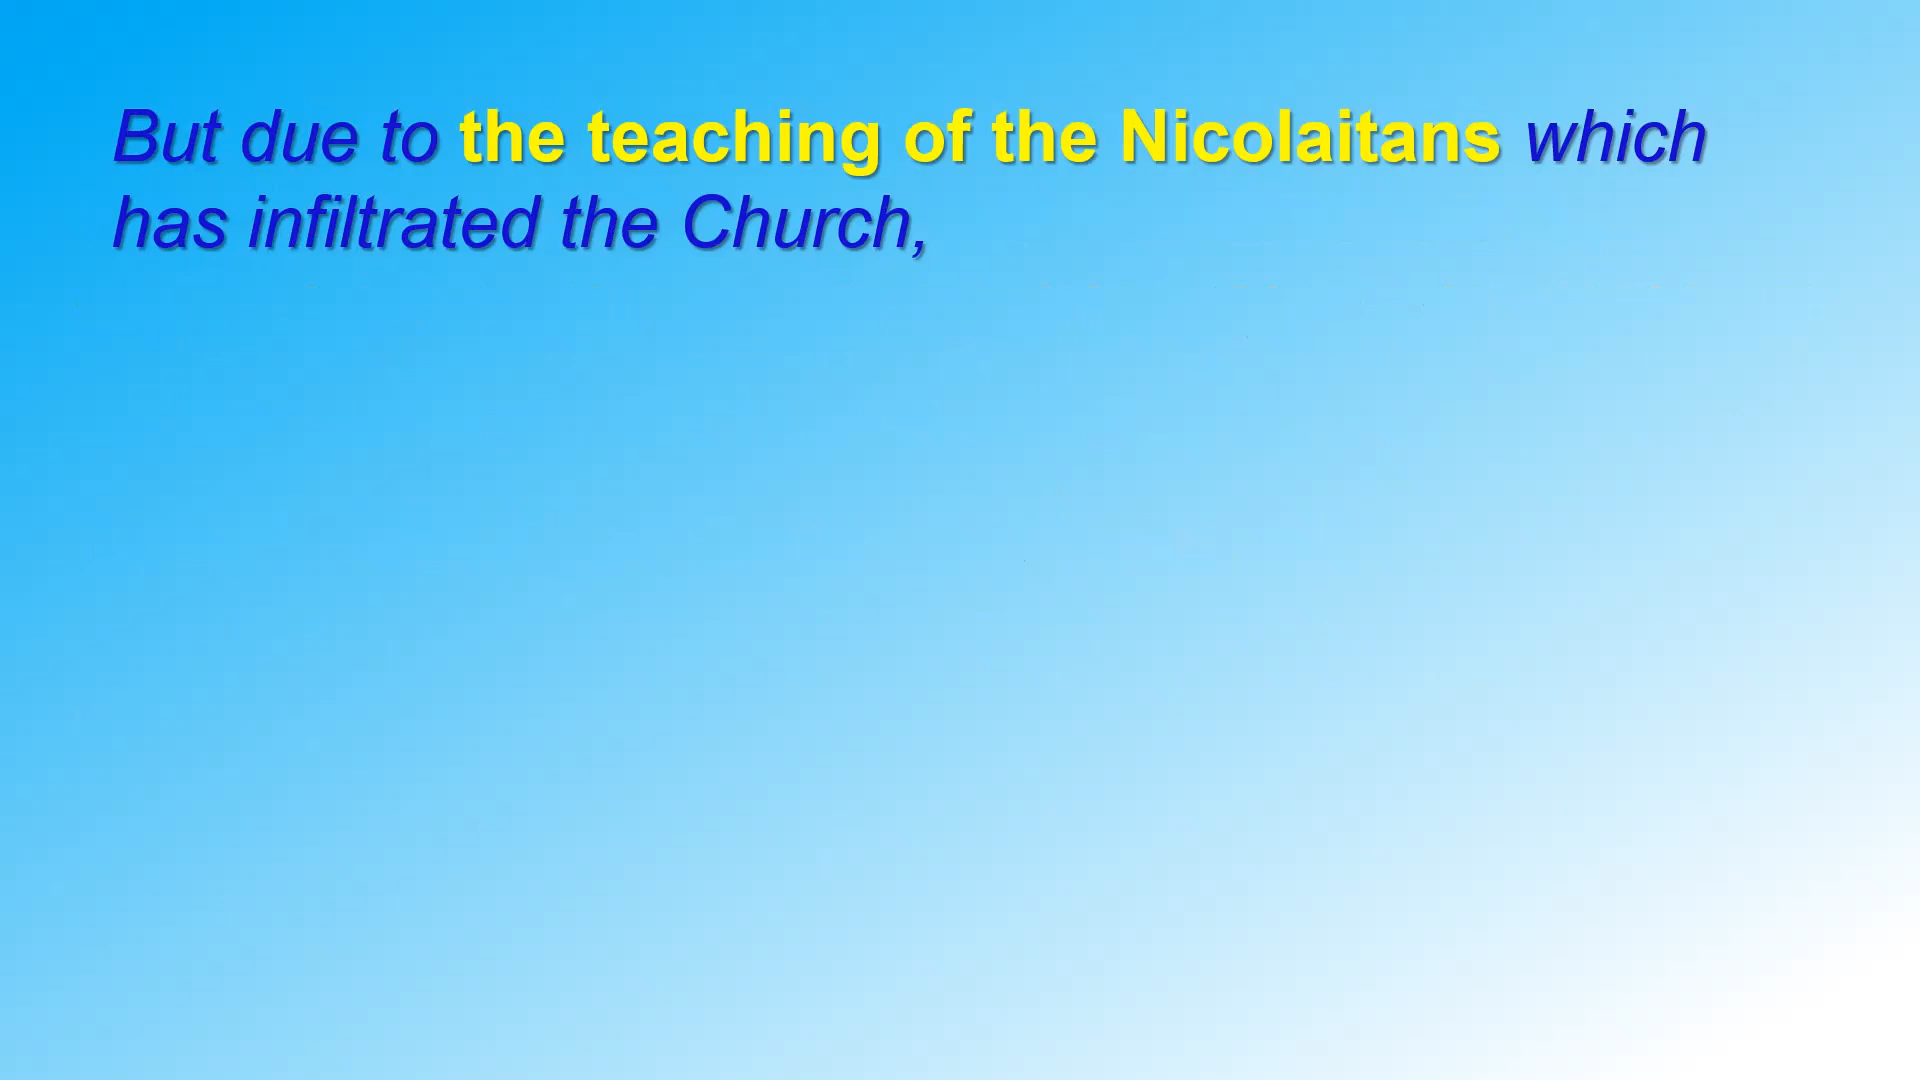 But due to the teaching of the Nicolaitans which
has infiltrated the Church,